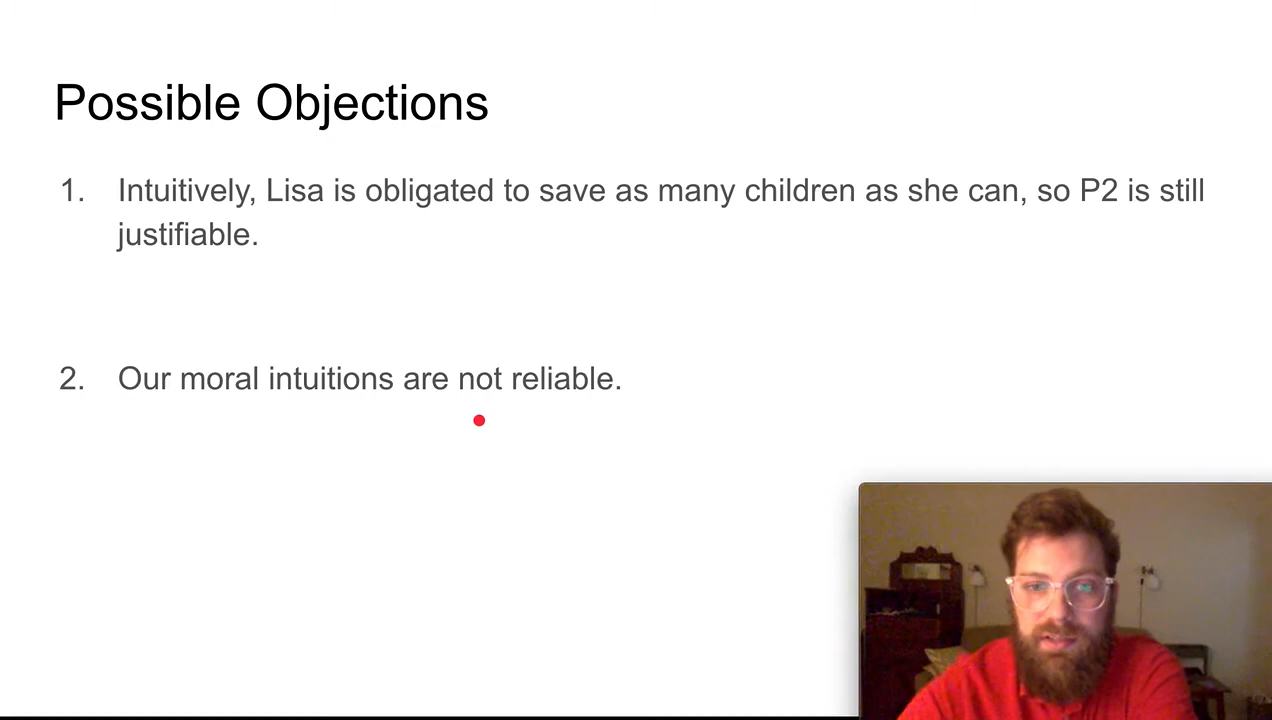 Possible Objections
1. Intuitively, Lisa is obligated to save as many children as she can, so P2 is still
justifiable.
2. Our moral intuitions are not reliable.